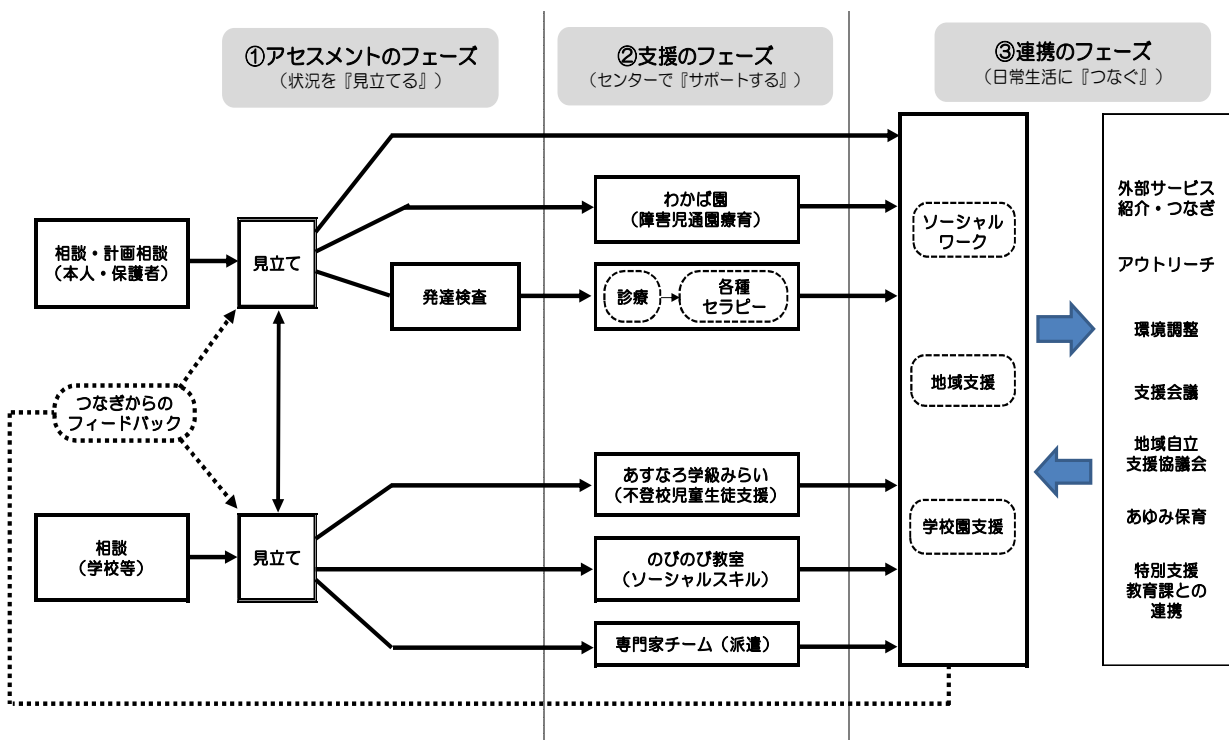 ①アセスメントのフェーズ
（状況を『見立てる』）
②支援のフェーズ
（センターで『サポートする』）
③連携のフェーズ
（日常生活に『つなぐ』）
相談・計画相談
（本人・保護者）
見立て
発達検査
わかば園
（障害児通園療育）
診療
各種
セラピー
つなぎからの
フィードバック
相談
（学校等）
見立て
あすなろ学級みらい
（不登校児童生徒支援）
のびのび教室
（ソーシャルスキル）
専門家チーム（派遣）
ソーシャル
ワーク
地域支援
学校園支援
外部サービス
紹介・つなぎ
アウトリーチ
環境調整
支援会議
地域自立
支援協議会
あゆみ保育
特別支援
教育課との
連携